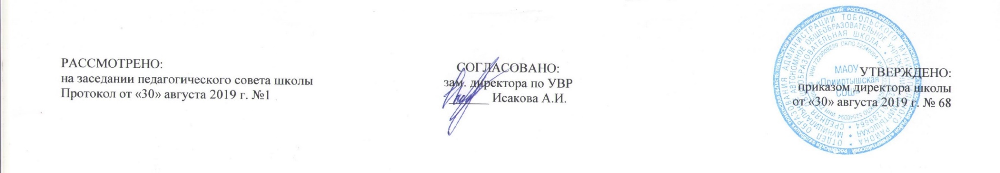 РАССМОТРЕНО:
на заседании педагогического совета школы
Протокол от «30» августа 2019 г. №1
СОГЛАСОВАНО:
зам. директора по УВР
______ Исакова А.И.
УТВЕРЖДЕНО:
приказом директора школы
от «30» августа 2019 г. № 68
МАОУ
«Прииртышская
СОШ»